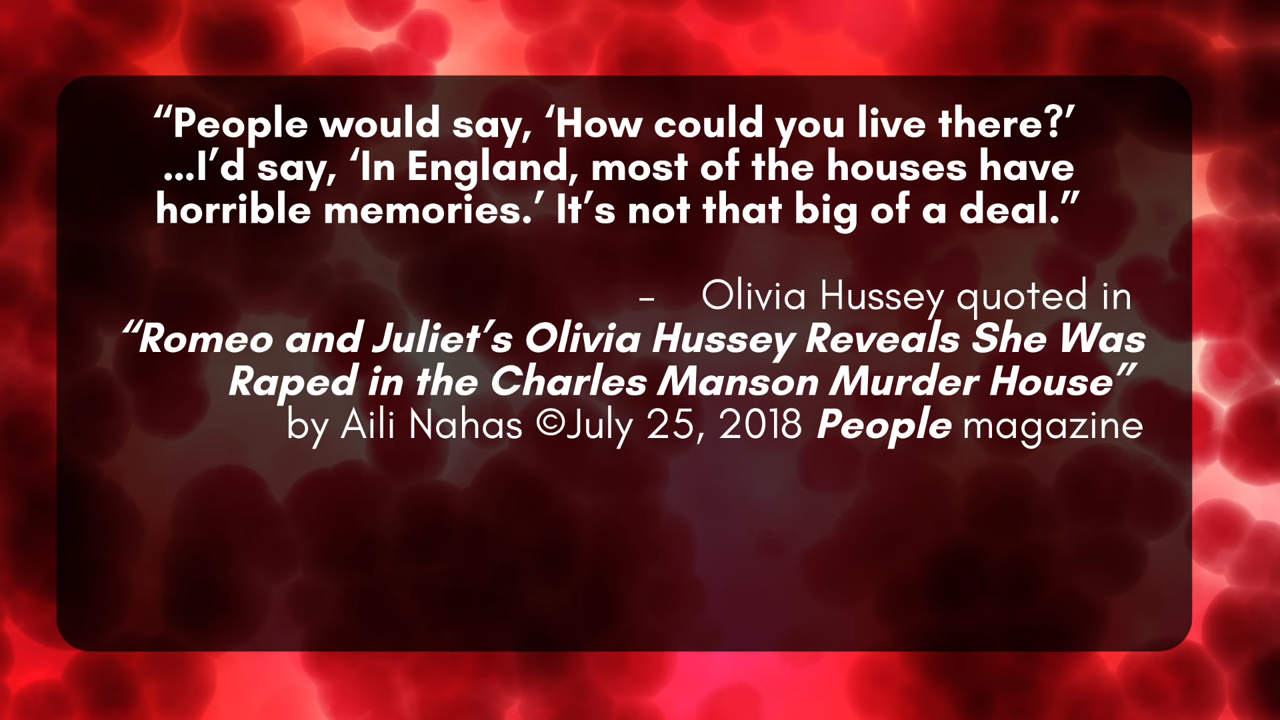 “People would say, ‘How could you live there?’
...I’d say, ‘In England, most of the houses have
horrible memories.’ It’s not that big of a deal.”
- Olivia Hussey quoted in
“Romeo and Juliet’s Olivia Hussey Reveals She Was
Raped in the Charles Manson Murder House”
by Aili Nahas ©July 25, 2018 People magazine